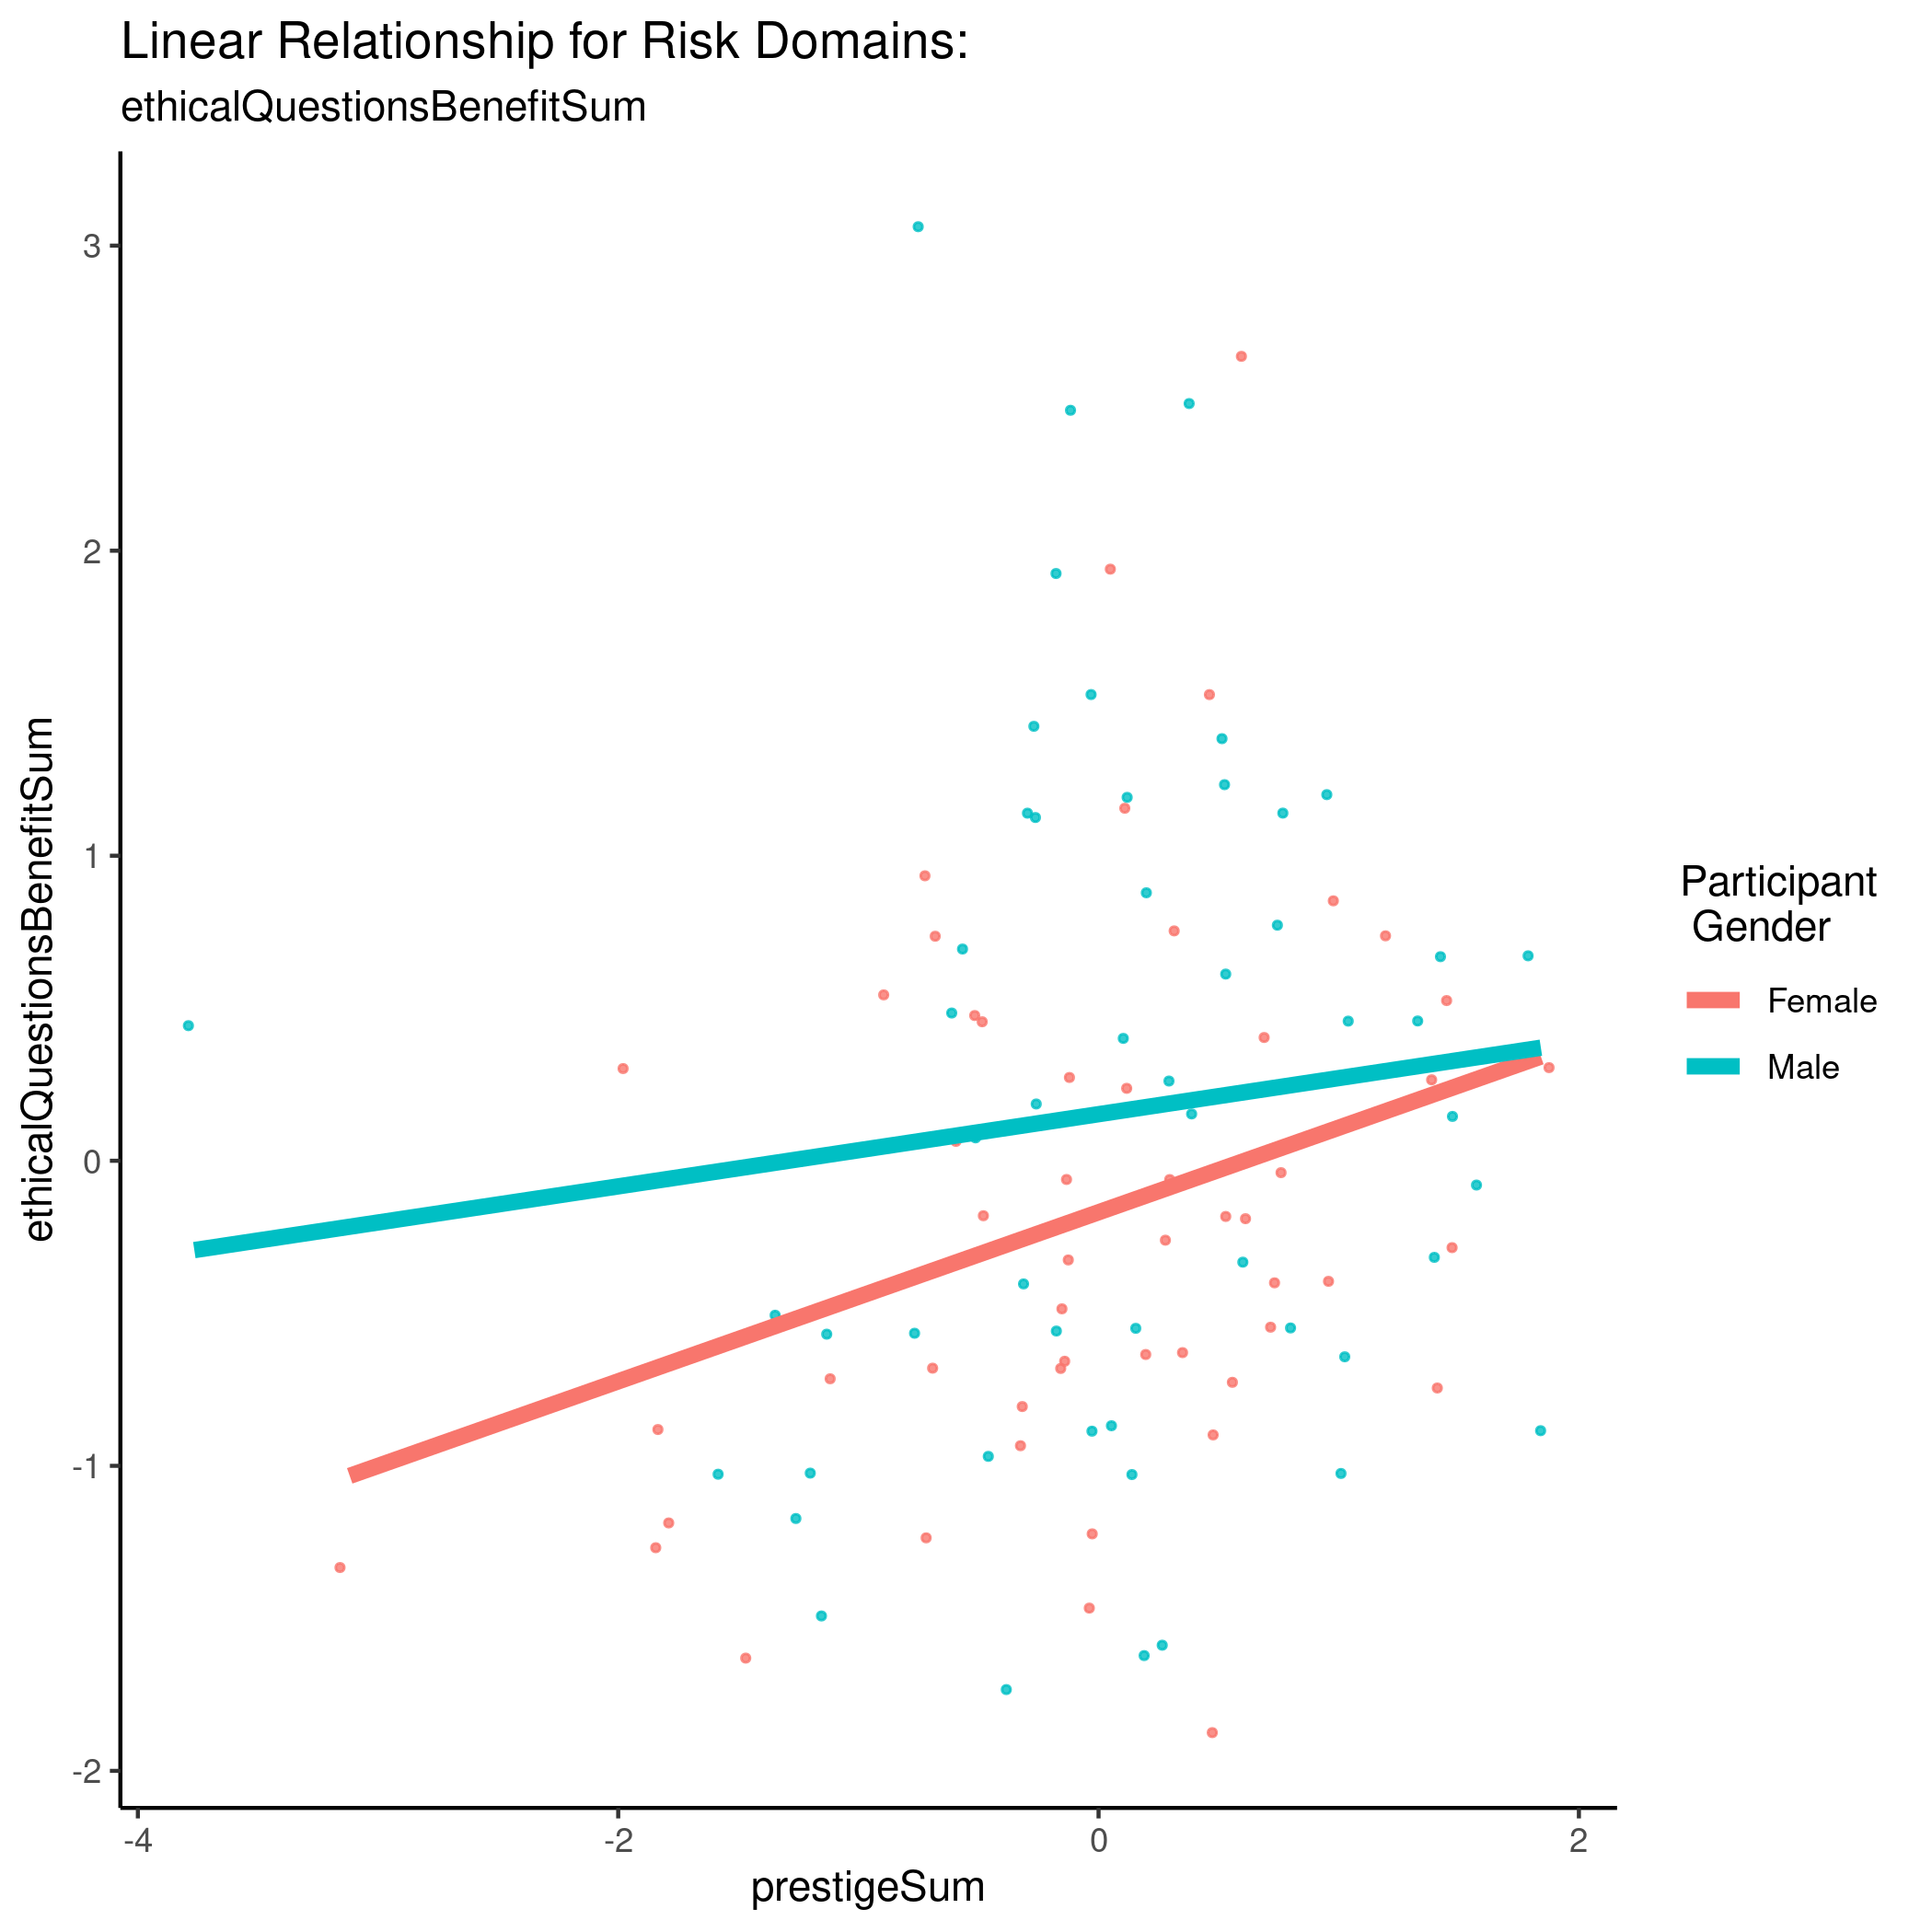 Linear Relationship for Risk Domains:
ethicalQuestionsBenefitSum
ethicalQuestionsBenefitSum
3
2
1
0
-1
-2
-4
-2
0
2
prestigeSum
Participant
Gender
Female
Male